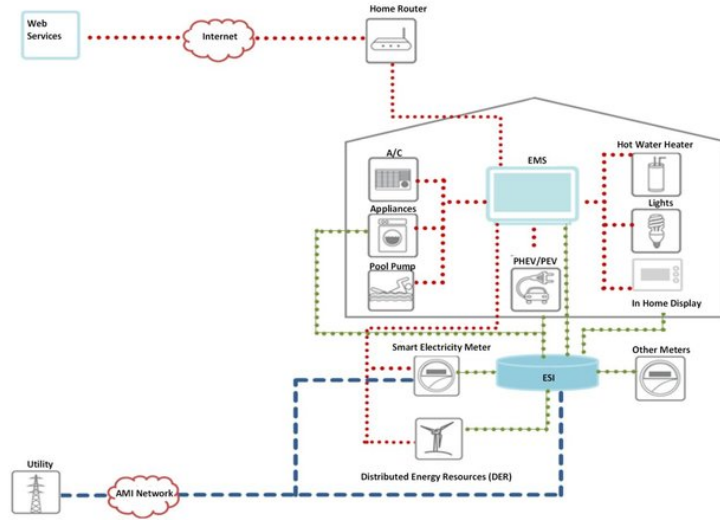 Home Router
Web
Services
Internet
Hot Water Heater
A/C
EMS
Appliances
Lights
Pool Pump
PHEV/PEV
In Home Display
Smart Electricity Meter
Other Meters
ESI
Distributed Energy Resources (DER)
Utility
AMI Network